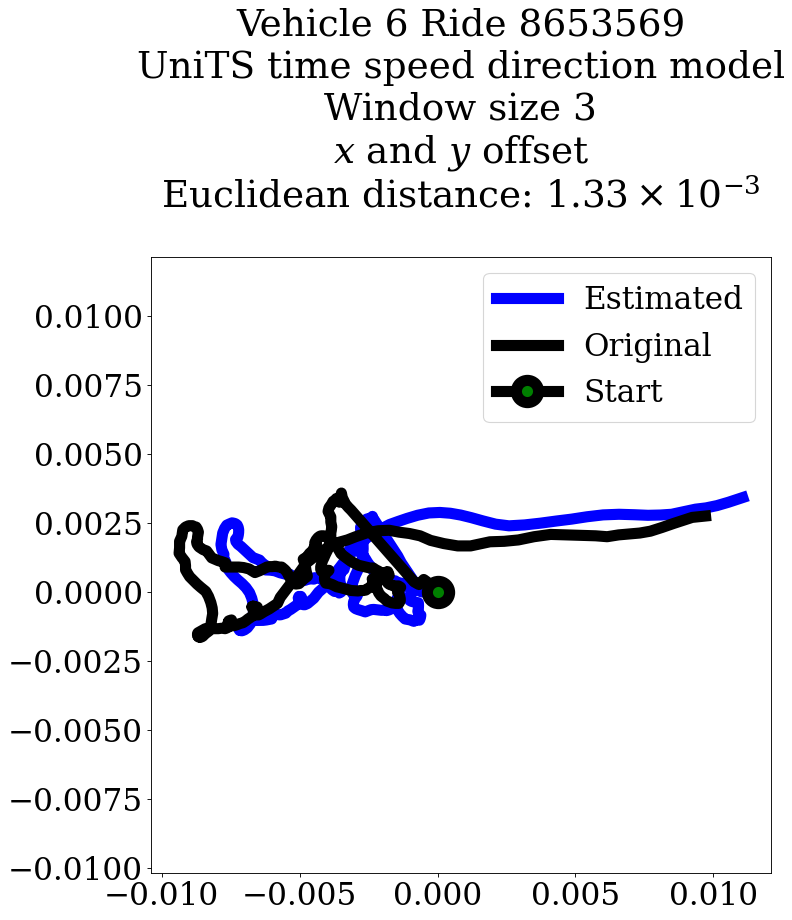 Vehicle 6 Ride 8653569
UniTS time speed direction model
Window size 3
x and y offset
Euclidean distance: 1.33 × 10⁻³
Estimated
Original
Start
0.0100
0.0075
0.0050
0.0025
0.0000
−0.0025
−0.0050
−0.0075
−0.0100
−0.010 −0.005 0.000 0.005 0.010